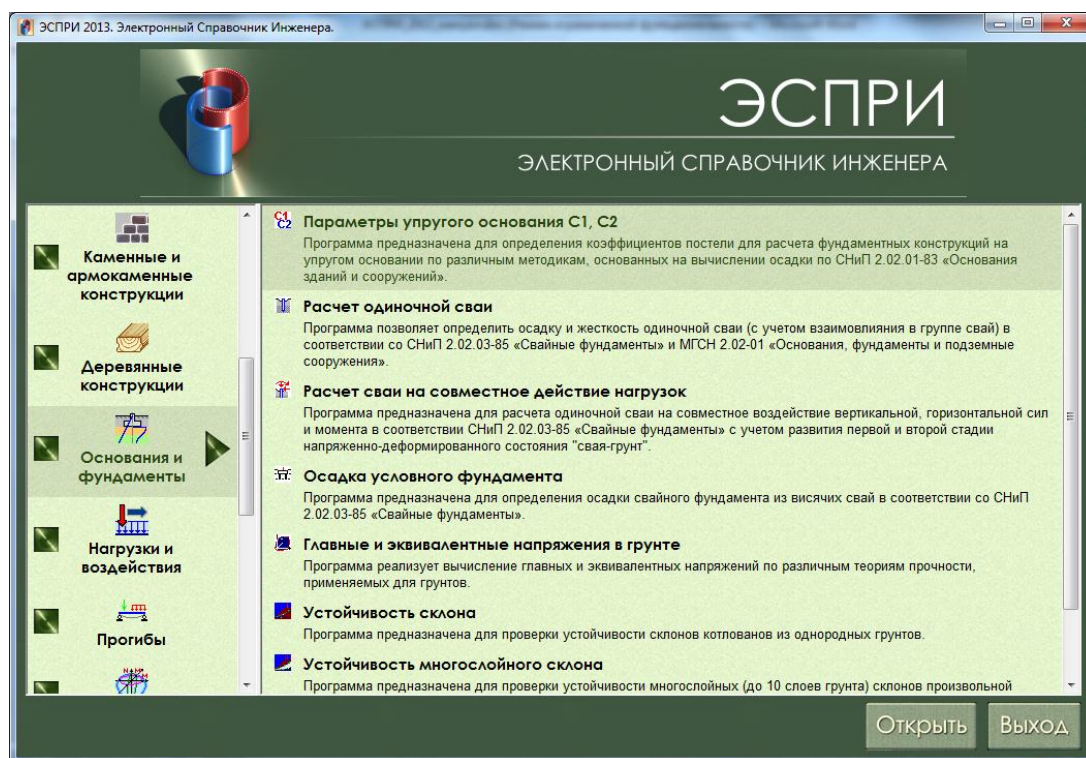 ЭСПРИ 2013. Электронный Справочник Инженера.
ЭСПРИ
ЭЛЕКТРОННЫЙ СПРАВОЧНИК ИНЖЕНЕРА
Каменные и
армокаменные
конструкции
Деревянные
конструкции
Основания и
фундаменты
Нагрузки и
воздействия
Прогибы
C1, C2
Параметры упругого основания C1, C2
Программа предназначена для определения коэффициентов постели для расчета фундаментных конструкций на
упругом основании по различным методикам, основанных на вычислении осадки по СНиП 2.02.01-83 «Основания
зданий и сооружений».
Расчет одиночной сваи
Программа позволяет определить осадку и жесткость одиночной сваи (с учетом взаимовлияния в группе свай) в
соответствии со СНиП 2.02.03-85 «Свайные фундаменты» и МГСН 2.02-01 «Основания, фундаменты и подземные
сооружения».
Расчет сваи на совместное действие нагрузок
Программа предназначена для расчета одиночной сваи на совместное воздействие вертикальной, горизонтальной сил
и момента в соответствии СНиП 2.02.03-85 «Свайные фундаменты» с учетом развития первой и второй стадии
напряженно-деформированного состояния "свая-грунт".
Осадка условного фундамента
Программа предназначена для определения осадки свайного фундамента из висячих свай в соответствии со СНиП
2.02.03-85 «Свайные фундаменты».
Главные и эквивалентные напряжения в грунте
Программа реализует вычисление главных и эквивалентных напряжений по различным теориям прочности,
применяемых для грунтов.
Устойчивость склона
Программа предназначена для проверки устойчивости склонов котлованов из однородных грунтов.
Устойчивость многослойного склона
Программа предназначена для проверки устойчивости многослойных (до 10 слоев грунта) склонов произвольной
Открыть Выход